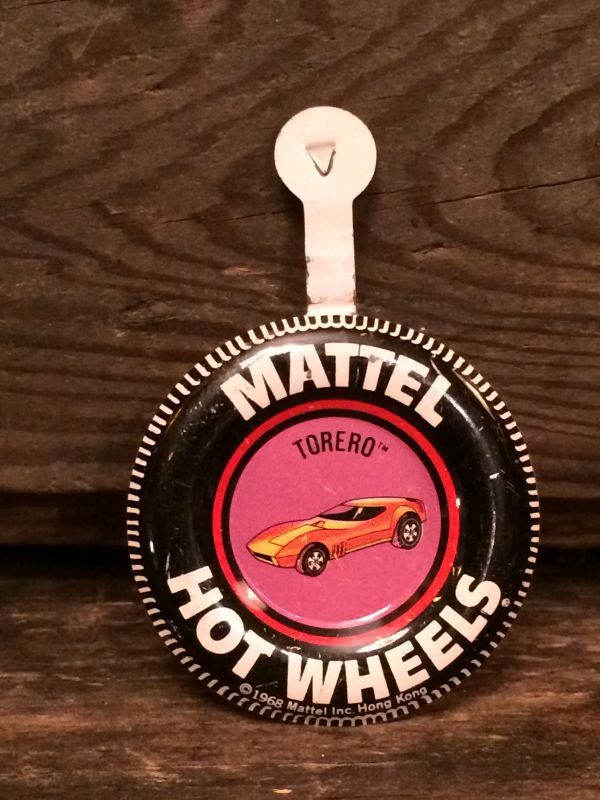 MATTEL
TORERO™
HOT WHEELS®
©1968 Mattel Inc. Hong Kong